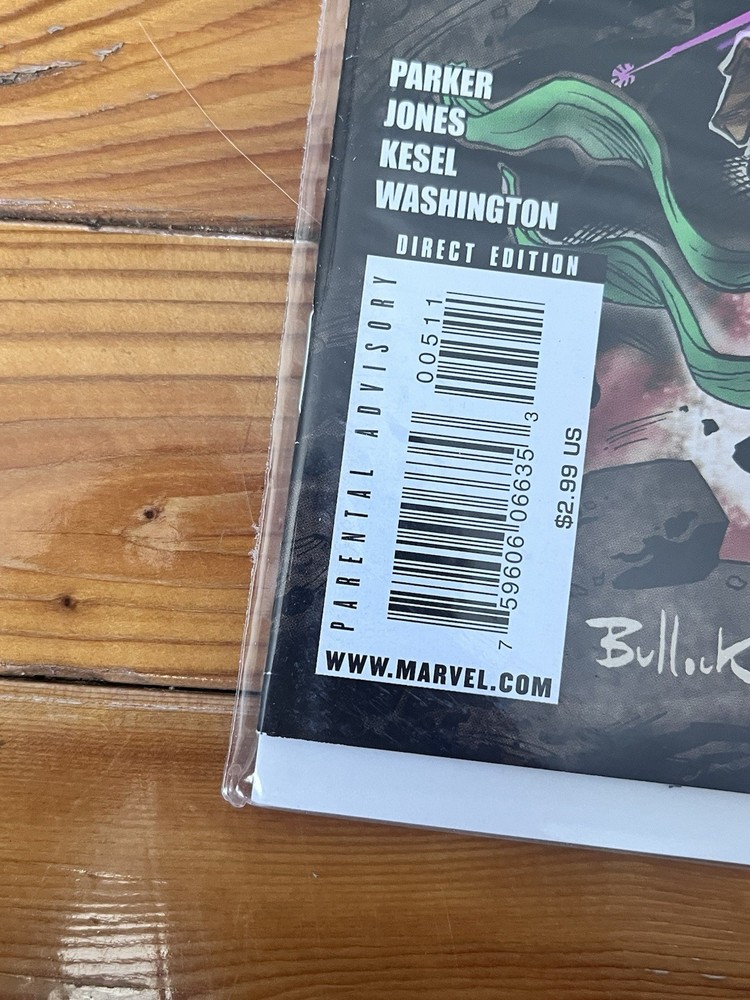 PARKER
JONES
KESEL
WASHINGTON
DIRECT EDITION
PARENTAL ADVISORY
00511
7 59606 06635 3
$2.99 US
WWW.MARVEL.COM
Bullock